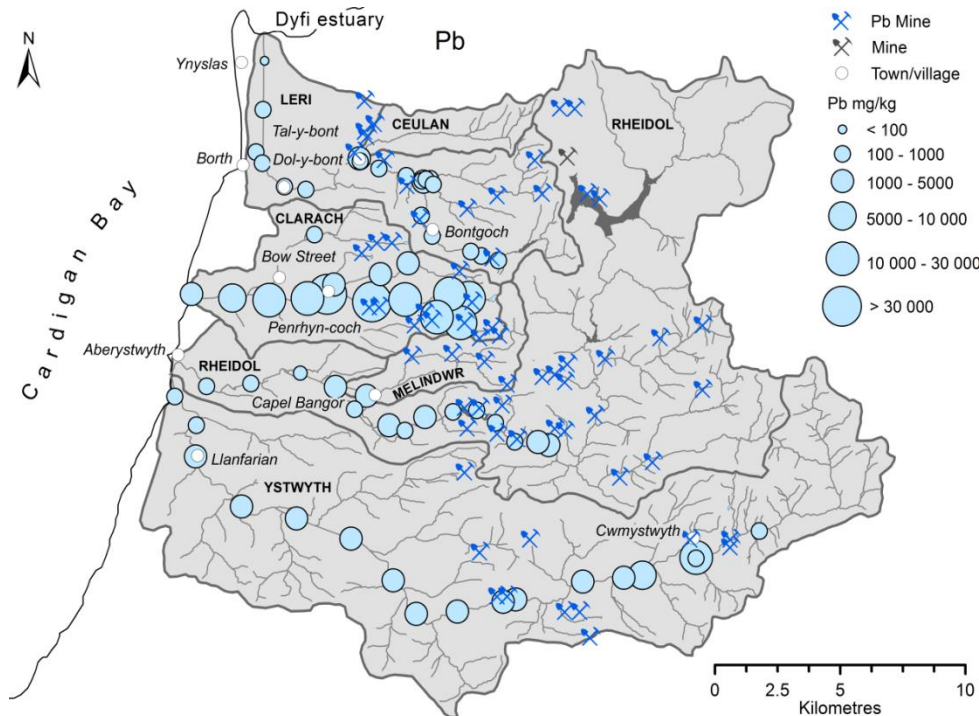 Dyfi estuary
Pb
N
Ynyslas
LERI
Tal-y-bont
CEULAN
RHEIDOL
Borth
Dol-y-bont
CLARACH
Bow Street
Bontgoch
Penrhyn-coch
Cardigan Bay
Aberystwyth
RHEIDOL
MELINDWR
Capel Bangor
Llanfarian
YSTWYTH
Cwmystwyth
Pb Mine
Mine
Town/village
Pb mg/kg
< 100
100 - 1000
1000 - 5000
5000 - 10 000
10 000 - 30 000
> 30 000
0 2.5 5 10
Kilometres